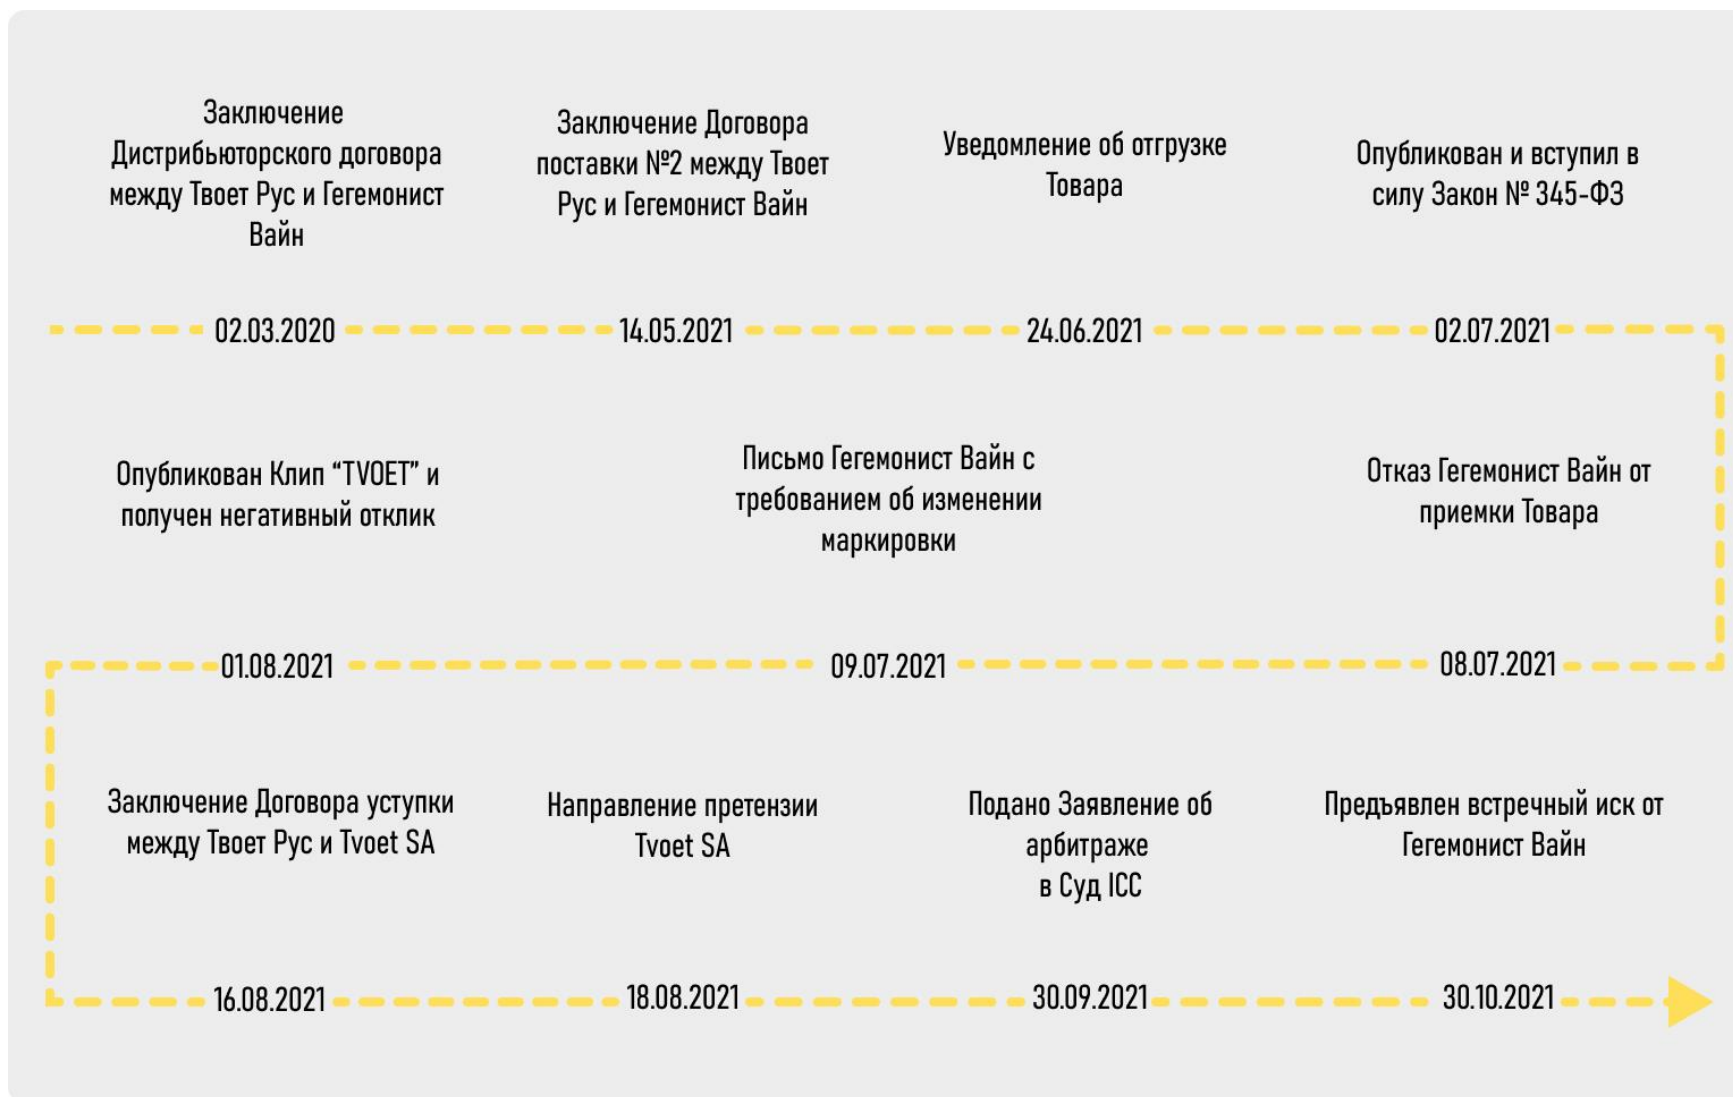 Заключение
Дистрибьюторского договора
между Твоет Рус и Гегемонист
Вайн
Заключение Договора
поставки №2 между Твоет
Рус и Гегемонист Вайн
Уведомление об отгрузке
Товара
Опубликован и вступил в
силу Закон № 345-ФЗ
02.03.2020
14.05.2021
24.06.2021
02.07.2021
Опубликован Клип “TVOET” и
получен негативный отклик
Письмо Гегемонист Вайн с
требованием об изменении
маркировки
Отказ Гегемонист Вайн от
приемки Товара
01.08.2021
09.07.2021
08.07.2021
Заключение Договора уступки
между Твоет Рус и Tvoet SA
Направление претензии
Tvoet SA
Подано Заявление об
арбитраже
в Суд ICC
Предъявлен встречный иск от
Гегемонист Вайн
16.08.2021
18.08.2021
30.09.2021
30.10.2021